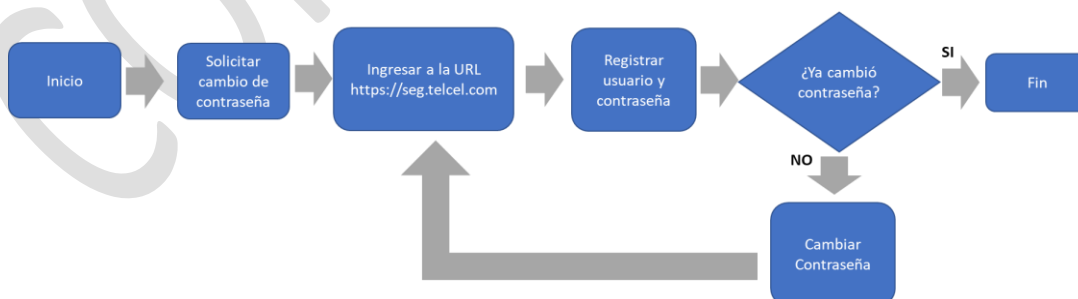 Inicio
Solicitar
cambio de
contraseña
Ingresar a la URL
https://seg.telcel.com
Registrar
usuario y
contraseña
¿Ya cambió
contraseña?
SI
Fin
NO
Cambiar
Contraseña